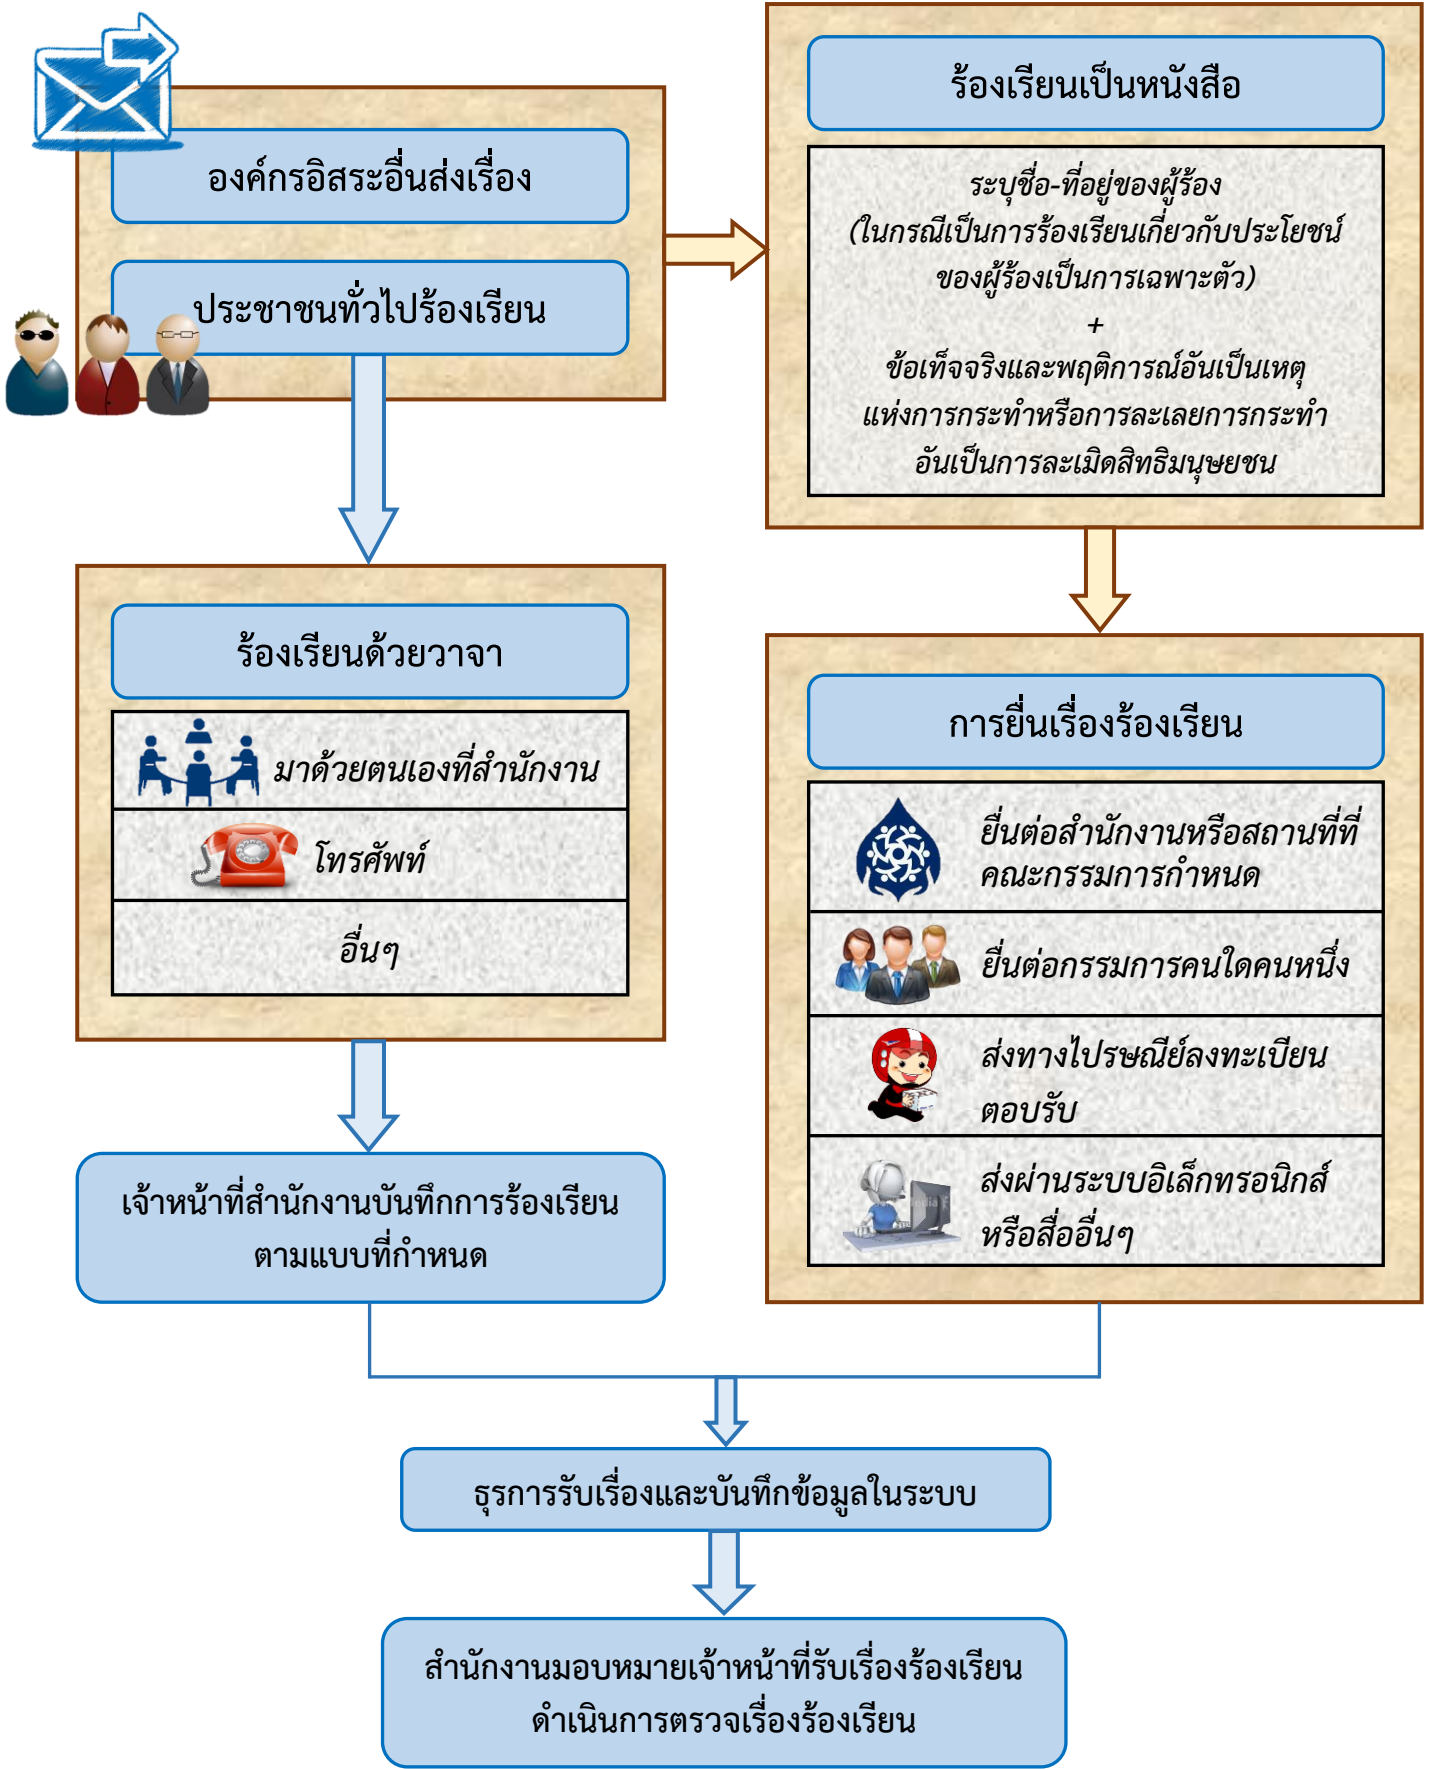 องค์กรอิสระอื่นส่งเรื่อง
ประชาชนทั่วไปร้องเรียน
ร้องเรียนเป็นหนังสือ
ระบุชื่อ-ที่อยู่ของผู้ร้อง
(ในกรณีเป็นการร้องเรียนเกี่ยวกับประโยชน์
ของผู้ร้องเป็นการเฉพาะตัว)
+
ข้อเท็จจริงและพฤติการณ์อันเป็นเหตุ
แห่งการกระทำหรือการละเลยการกระทำ
อันเป็นการละเมิดสิทธิมนุษยชน
ร้องเรียนด้วยวาจา
มาด้วยตนเองที่สำนักงาน
โทรศัพท์
อื่นๆ
เจ้าหน้าที่สำนักงานบันทึกการร้องเรียน
ตามแบบที่กำหนด
การยื่นเรื่องร้องเรียน
ยื่นต่อสำนักงานหรือสถานที่ที่
คณะกรรมการกำหนด
ยื่นต่อกรรมการคนใดคนหนึ่ง
ส่งทางไปรษณีย์ลงทะเบียน
ตอบรับ
ส่งผ่านระบบอิเล็กทรอนิกส์
หรือสื่ออื่นๆ
ธุรการรับเรื่องและบันทึกข้อมูลในระบบ
สำนักงานมอบหมายเจ้าหน้าที่รับเรื่องร้องเรียน
ดำเนินการตรวจเรื่องร้องเรียน